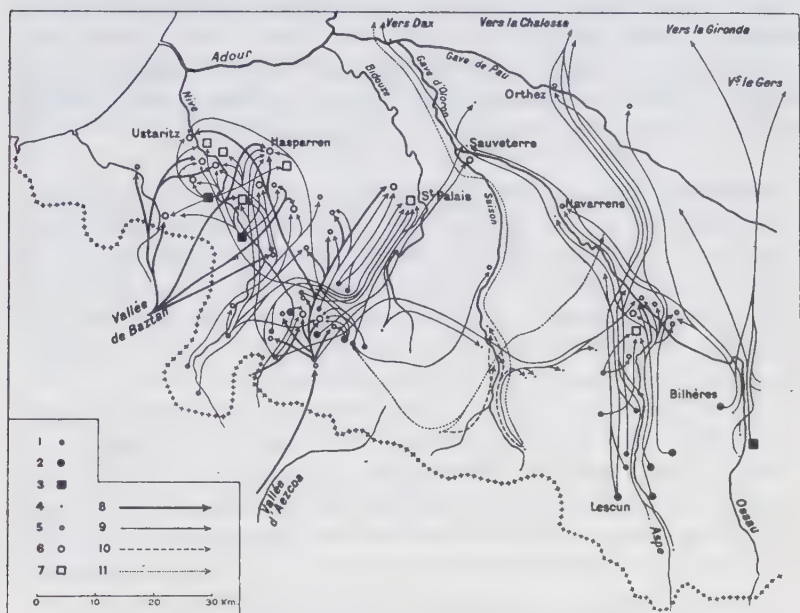 Vers Dax
Vers la Chalosse
Vers la Gironde
Vs le Gers
Adour
Gave de Pau
Gave d'Oloron
Bidouze
Orthez
Nive
Ustaritz
Hasparren
Sauveterre
St Palais
Saison
Navarrens
Vallée
de Baztan
Bilhères
Vallée
d'Aezcoa
Lescun
Aspe
Ossau
1
2
3
4
5
6
7
8
9
10
11
0 10 20 30 Km.